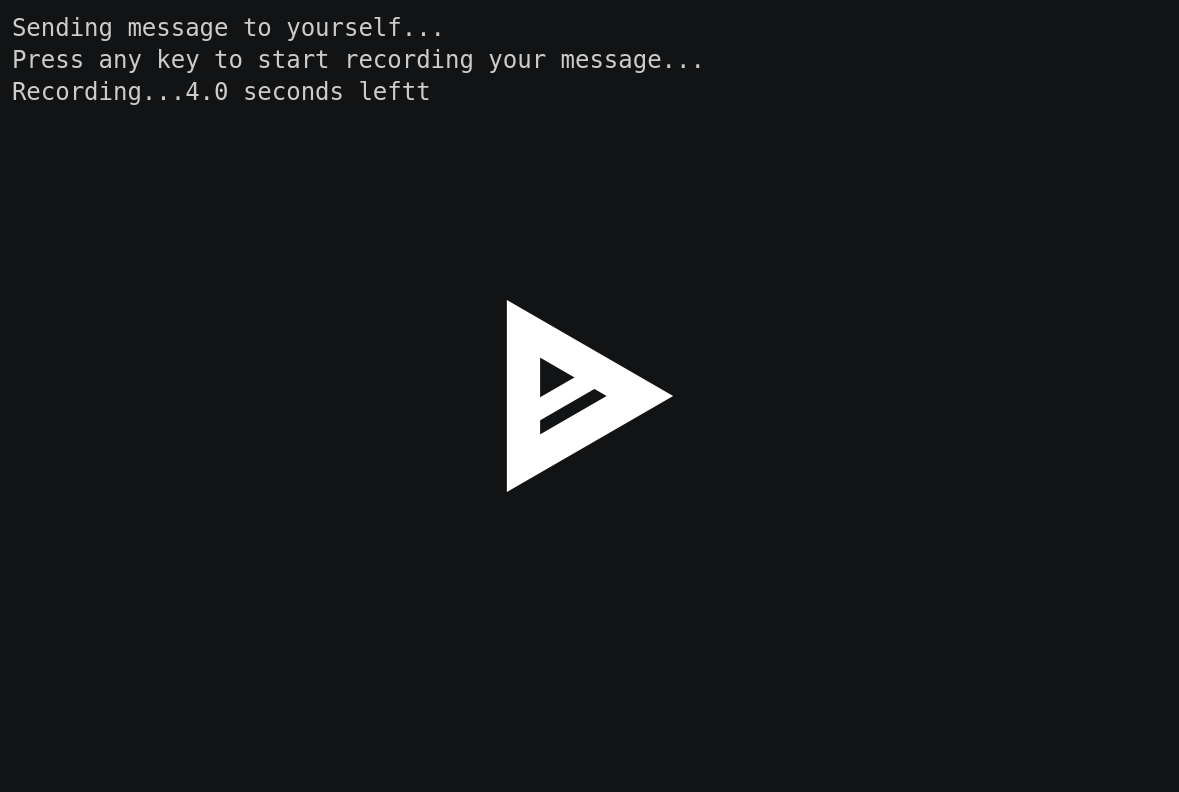 Sending message to yourself...
Press any key to start recording your message...
Recording...4.0 seconds leftt